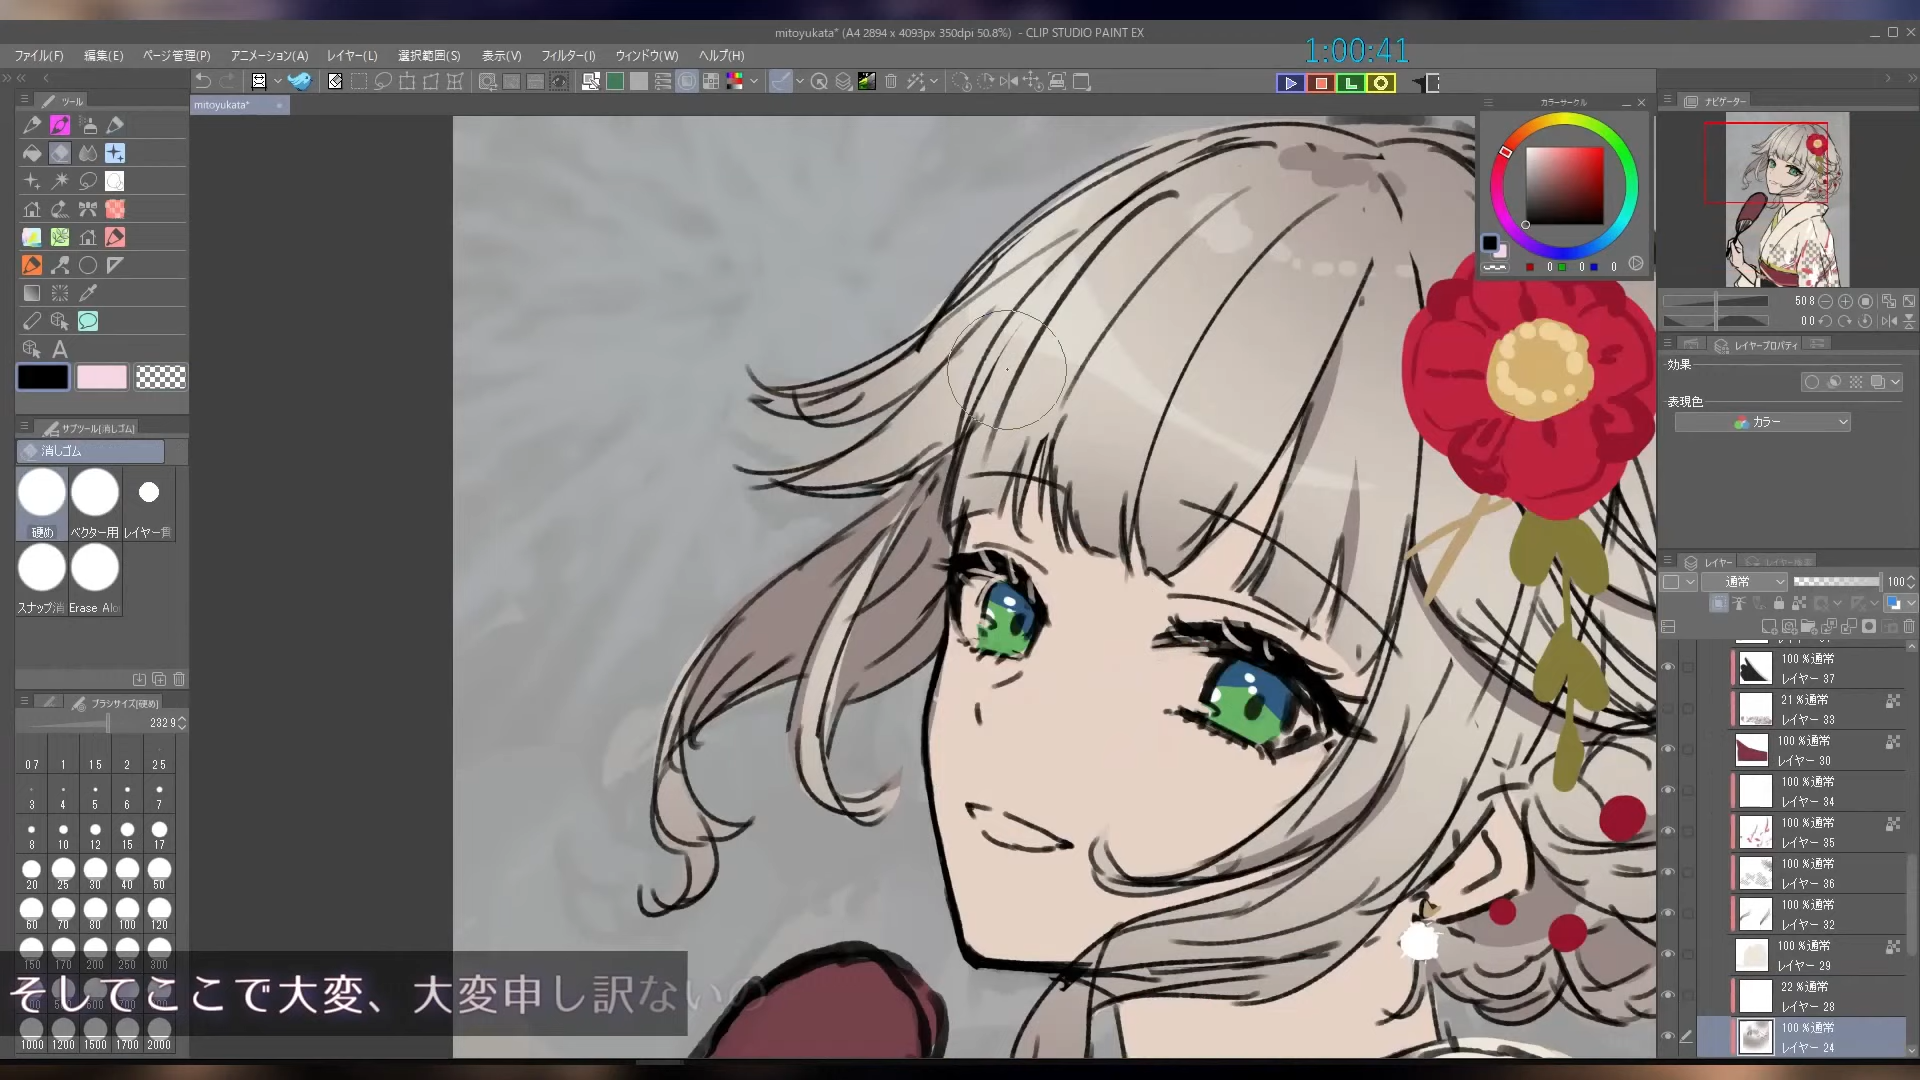 mitoyukata* (A4 2894 x 4093px 350dpi 50.8%) - CLIP STUDIO PAINT EX
ファイル(F) 編集(E) ページ管理(P) アニメーション(A) レイヤー(L) 選択範囲(S) 表示(V) フィルター(I) ウィンドウ(W) ヘルプ(H)
1:00:41
ツール
mitoyukata*
カラーサークル
ナビゲーター
0 0 0
50 8
0 0
レイヤープロパティ
効果
表現色
カラー
サブツール[消しゴム]
消しゴム
硬め ベクター用 レイヤー貫
スナップ消 Erase Alo
ブラシサイズ[硬め]
232 9
0 7 1 1 5 2 2 5
3 4 5 6 7
8 10 12 15 17
20 25 30 40 50
60 70 80 100 120
150 170 200 250 300
1000 1200 1500 1700 2000
レイヤー
通常 100
100 %通常
レイヤー 37
21 %通常
レイヤー 33
100 %通常
レイヤー 30
100 %通常
レイヤー 34
100 %通常
レイヤー 35
100 %通常
レイヤー 36
100 %通常
レイヤー 32
100 %通常
レイヤー 29
22 %通常
レイヤー 28
100 %通常
レイヤー 24
そしてここで大変、大変申し訳ないの